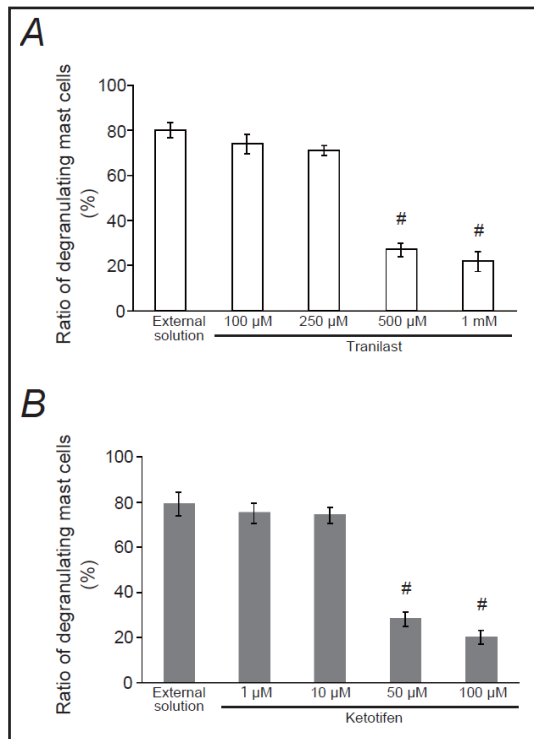 A
Ratio of degranulating mast cells
(%)
100
80
60
40
20
0
#
#
External
solution
100 µM
250 µM
500 µM
1 mM
Tranilast
B
Ratio of degranulating mast cells
(%)
100
80
60
40
20
0
#
#
External
solution
1 µM
10 µM
50 µM
100 µM
Ketotifen